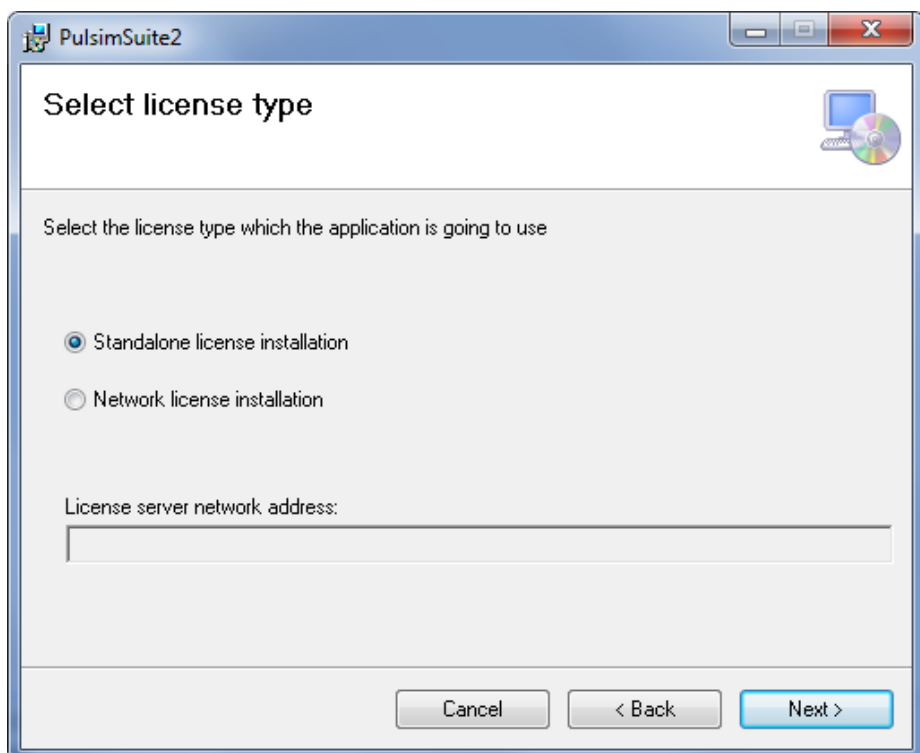 PulsimSuite2
Select license type
Select the license type which the application is going to use
Standalone license installation
Network license installation
License server network address:
Cancel
< Back
Next >